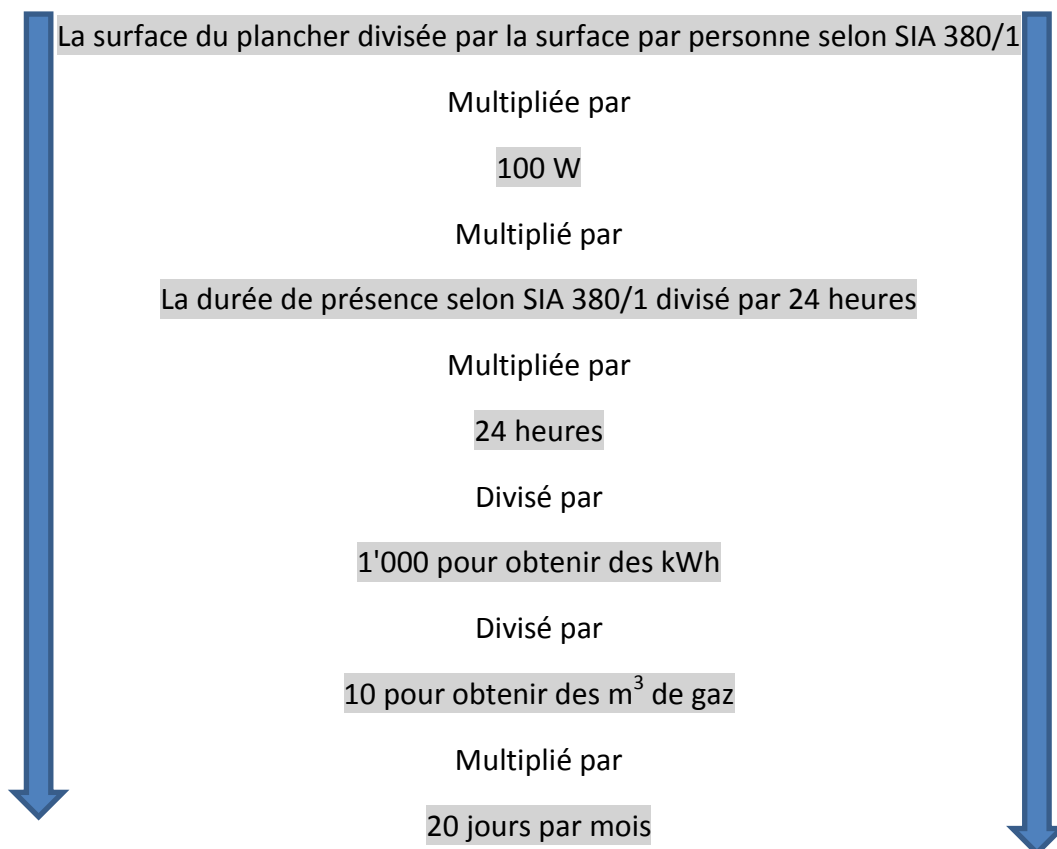 La surface du plancher divisée par la surface par personne selon SIA 380/1
Multipliée par
100 W
Multiplié par
La durée de présence selon SIA 380/1 divisé par 24 heures
Multipliée par
24 heures
Divisé par
1'000 pour obtenir des kWh
Divisé par
10 pour obtenir des m³ de gaz
Multiplié par
20 jours par mois